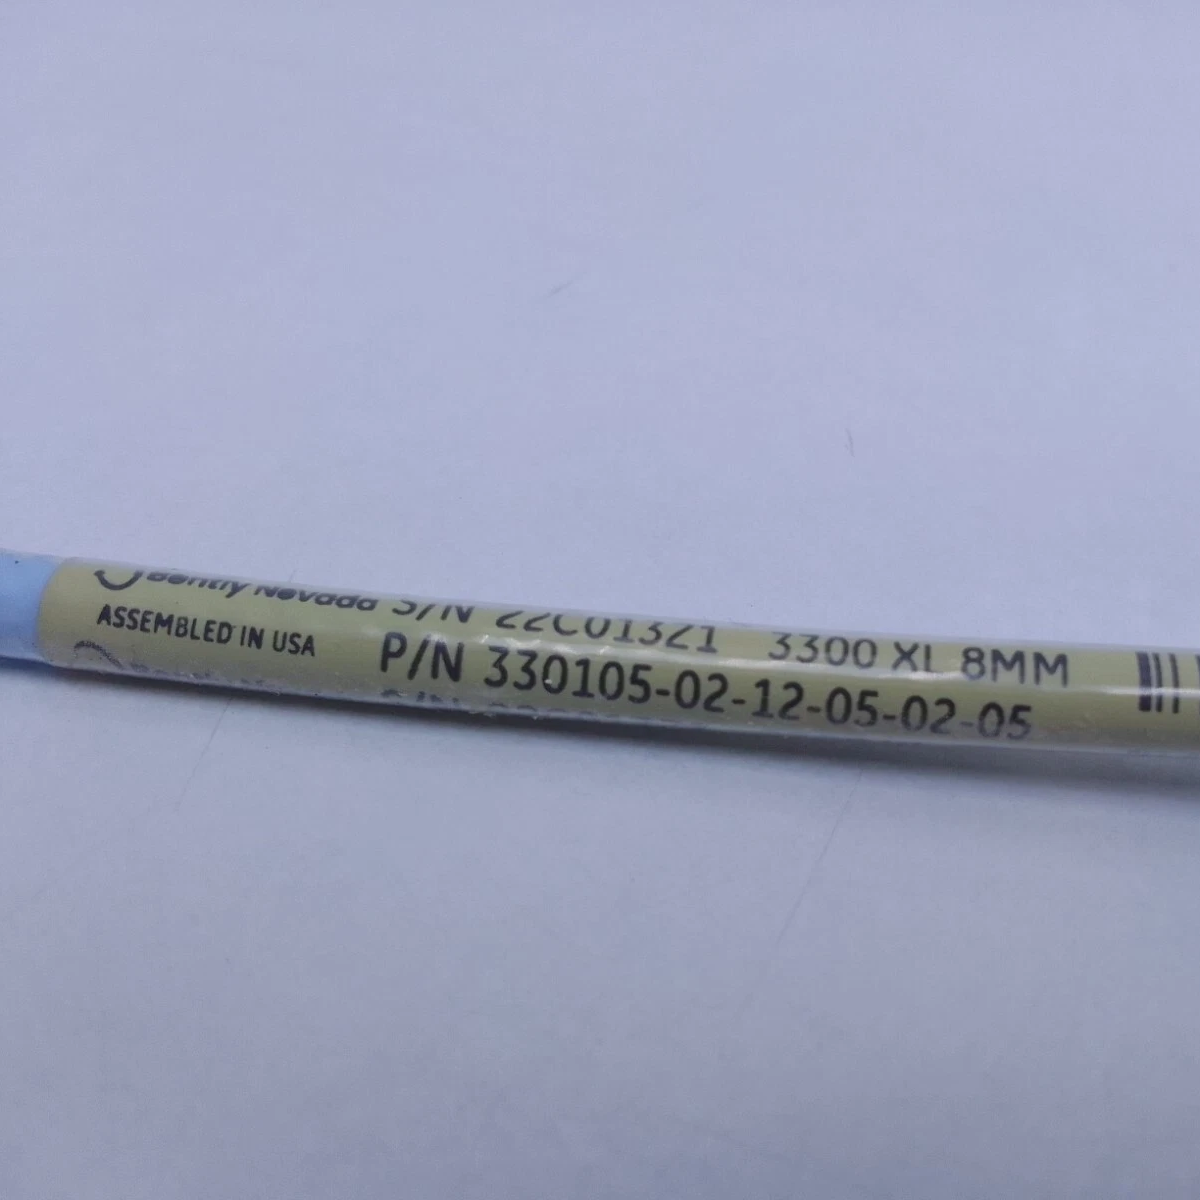 Bently Nevada S/N 22C01321 3300 XL 8MM
ASSEMBLED IN USA P/N 330105-02-12-05-02-05